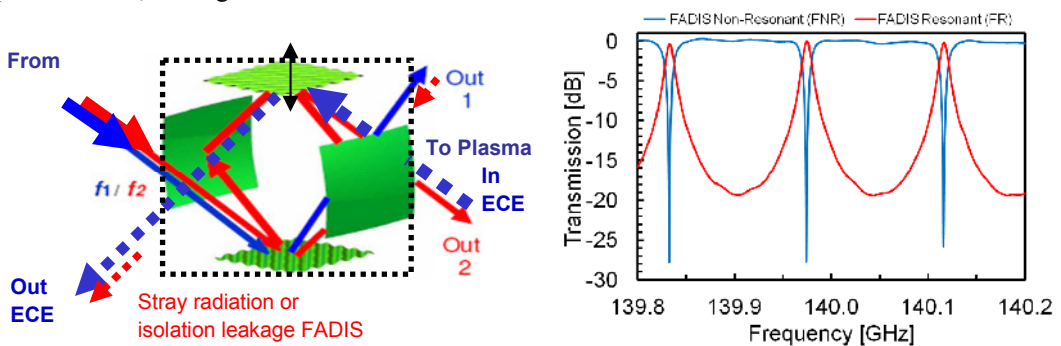 From
f1 / f2
Out
1
To Plasma
In
ECE
Out
2
Out
ECE
Stray radiation or
isolation leakage FADIS
FADIS Non-Resonant (FNR)
FADIS Resonant (FR)
Transmission [dB]
0
-5
-10
-15
-20
-25
-30
139.8
139.9
140.0
140.1
140.2
Frequency [GHz]